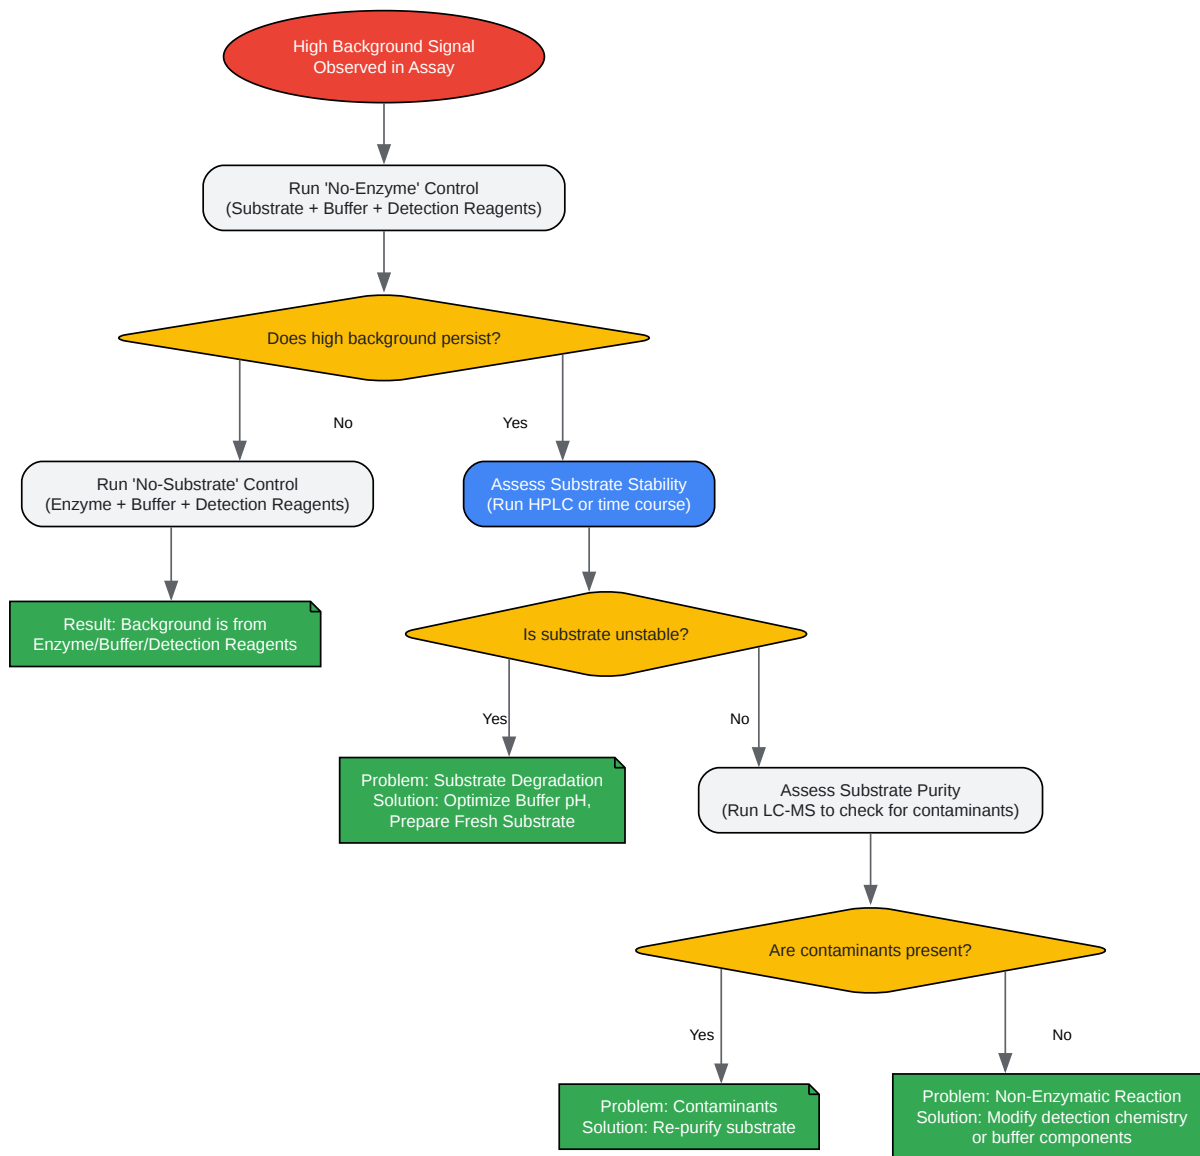 High Background Signal
Observed in Assay
Run 'No-Enzyme' Control
(Substrate + Buffer + Detection Reagents)
Does high background persist?
No
Yes
Run 'No-Substrate' Control
(Enzyme + Buffer + Detection Reagents)
Assess Substrate Stability
(Run HPLC or time course)
Result: Background is from
Enzyme/Buffer/Detection Reagents
Is substrate unstable?
Yes
No
Problem: Substrate Degradation
Solution: Optimize Buffer pH,
Prepare Fresh Substrate
Assess Substrate Purity
(Run LC-MS to check for contaminants)
Are contaminants present?
Yes
No
Problem: Contaminants
Solution: Re-purify substrate
Problem: Non-Enzymatic Reaction
Solution: Modify detection chemistry
or buffer components